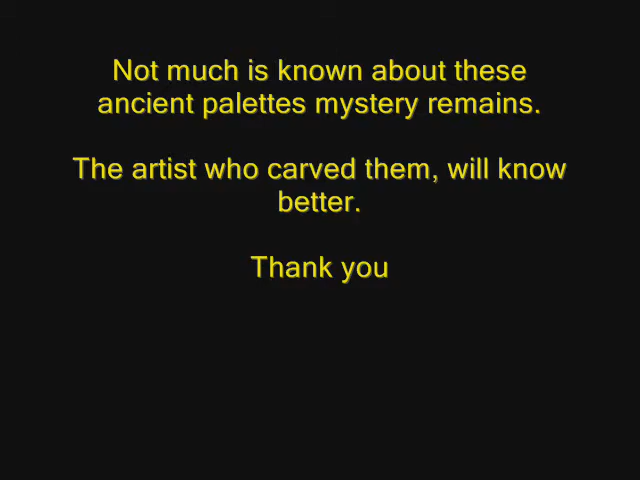 Not much is known about these
ancient palettes mystery remains.
The artist who carved them, will know
better.
Thank you